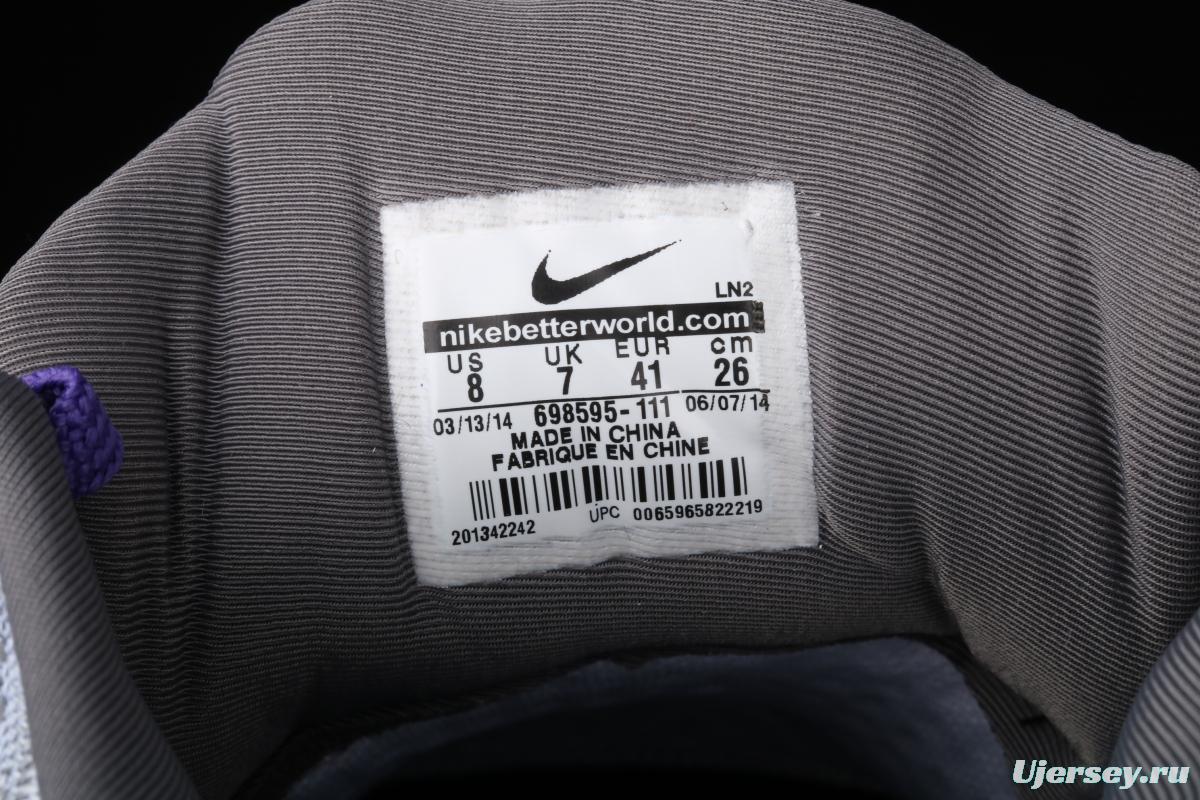 LN2
nikebetterworld.com
US UK EUR cm
8 7 41 26
03/13/14 698595-111 06/07/14
MADE IN CHINA
FABRIQUE EN CHINE
201342242 UPC 0065965822219
Ujersey.ru